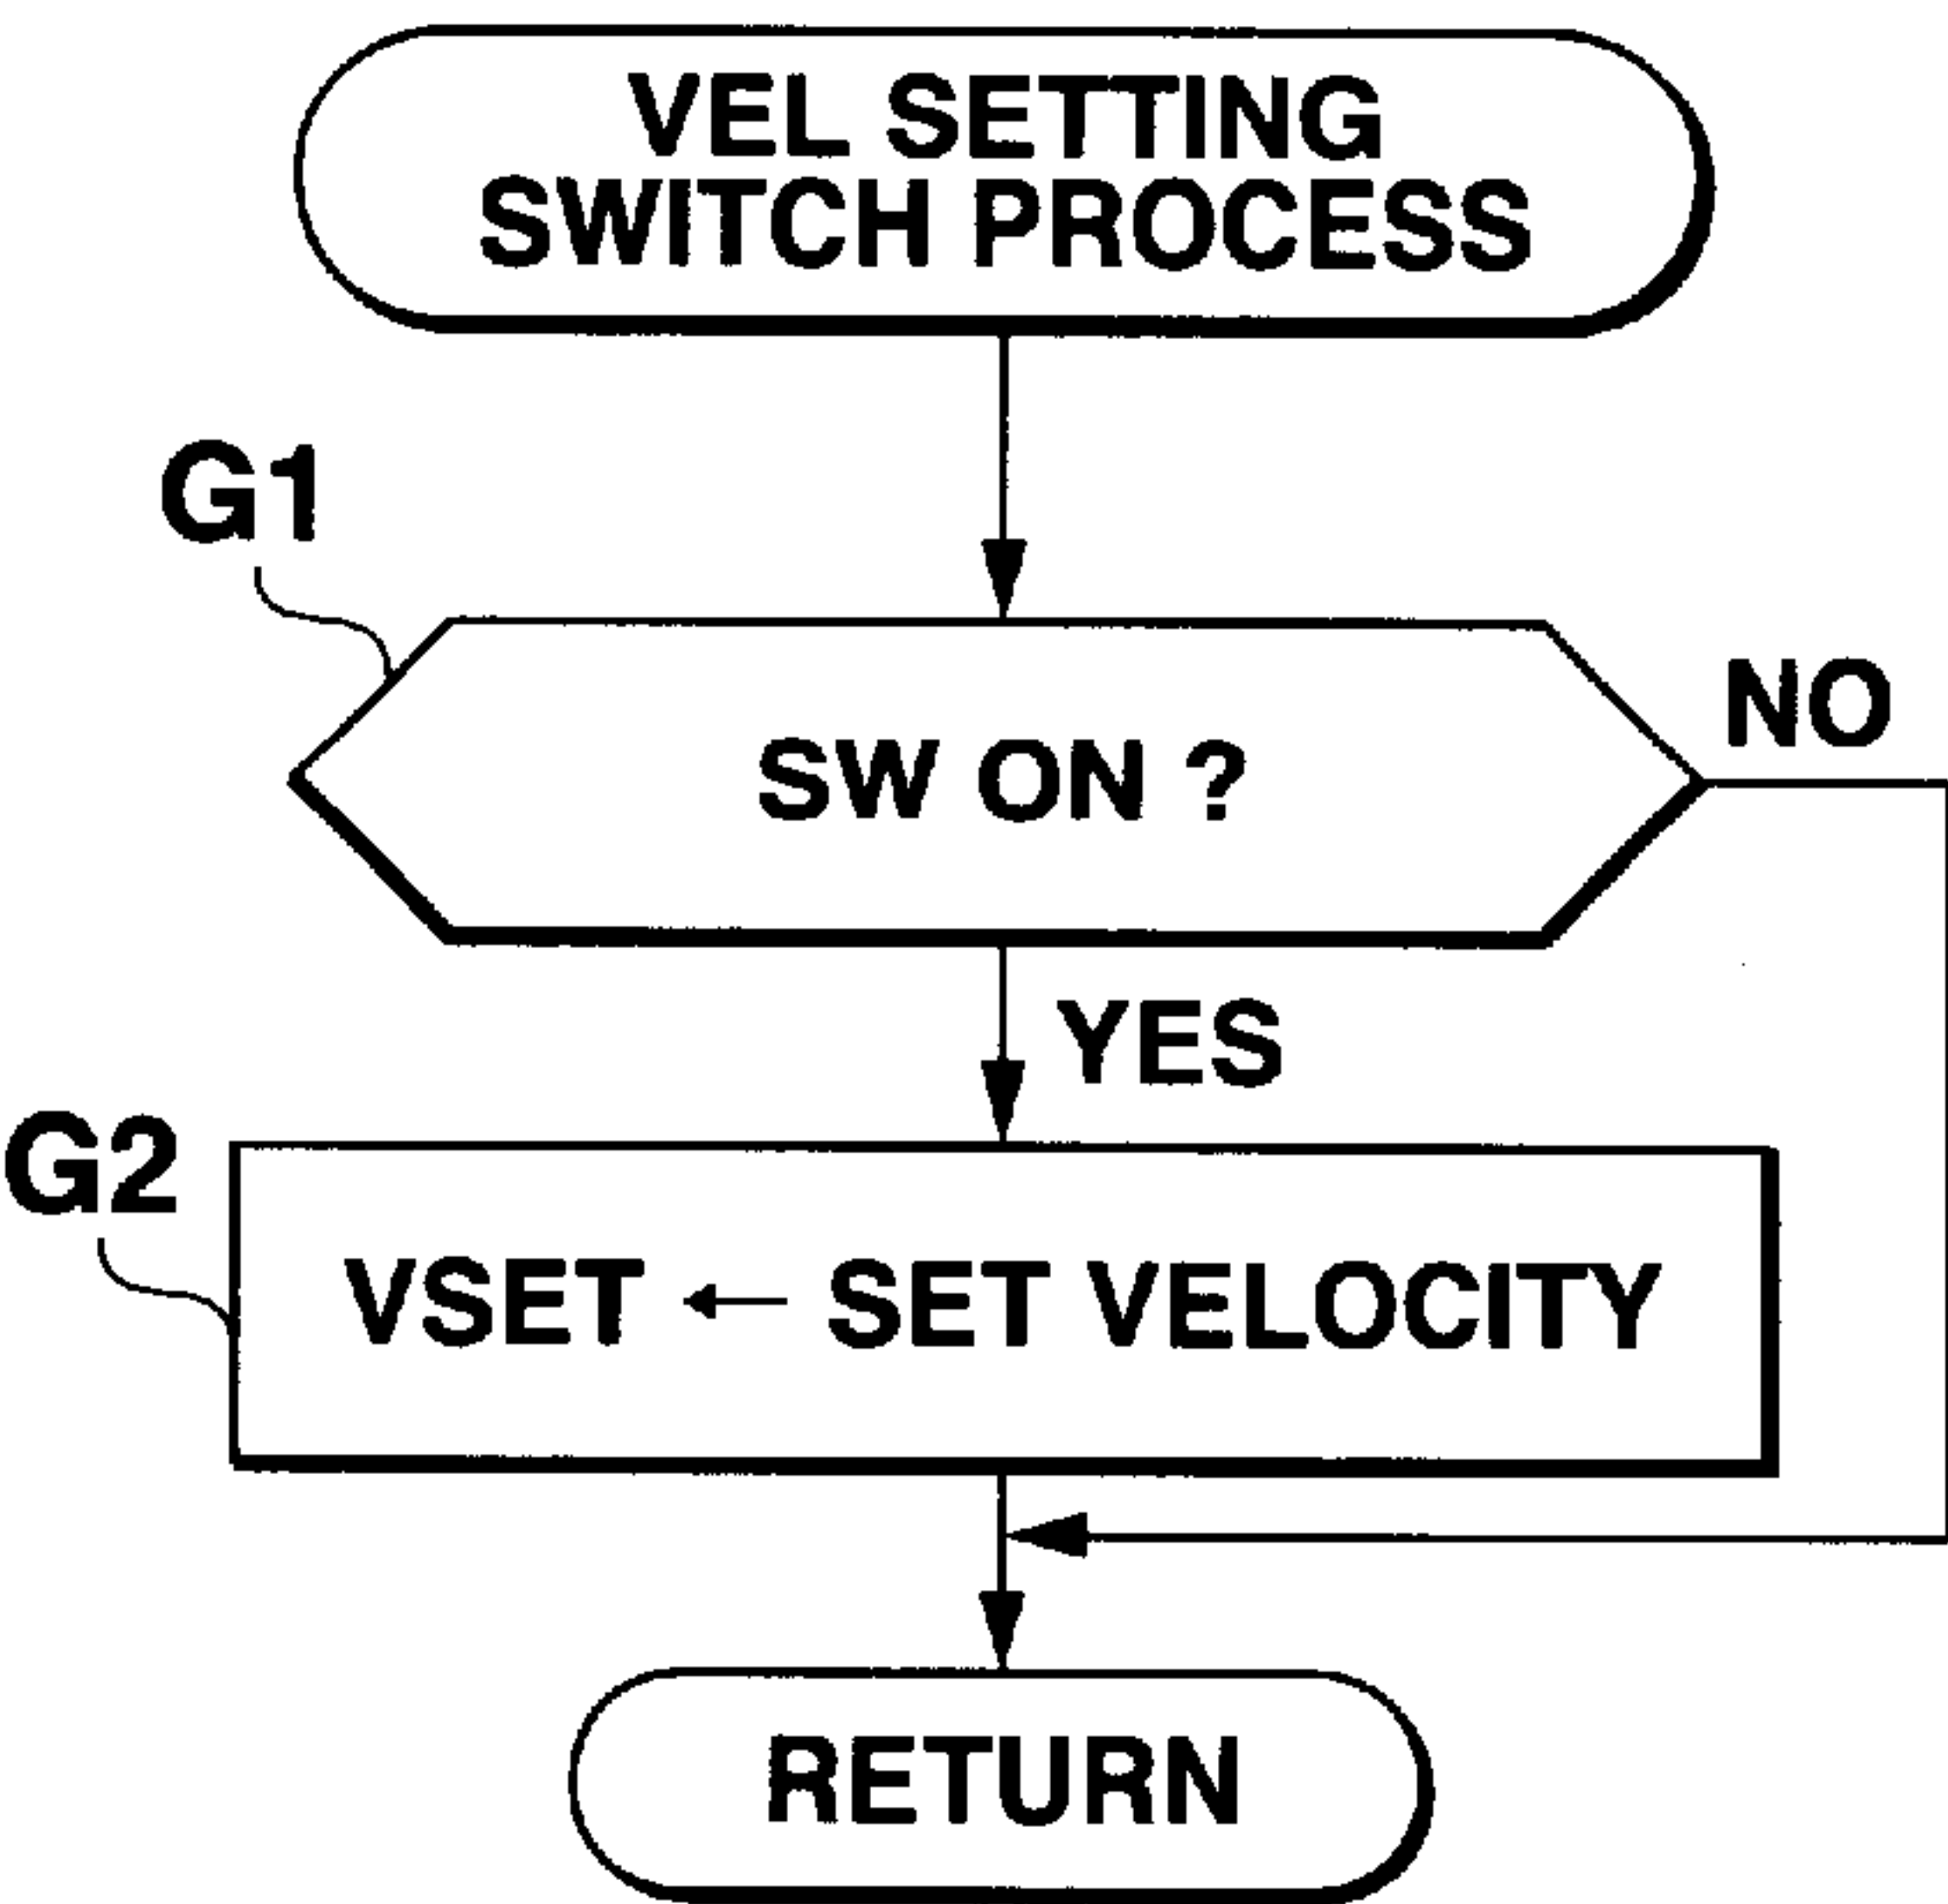 VEL SETTING
SWITCH PROCESS
G1
SW ON ?
NO
YES
G2
VSET ← SET VELOCITY
RETURN